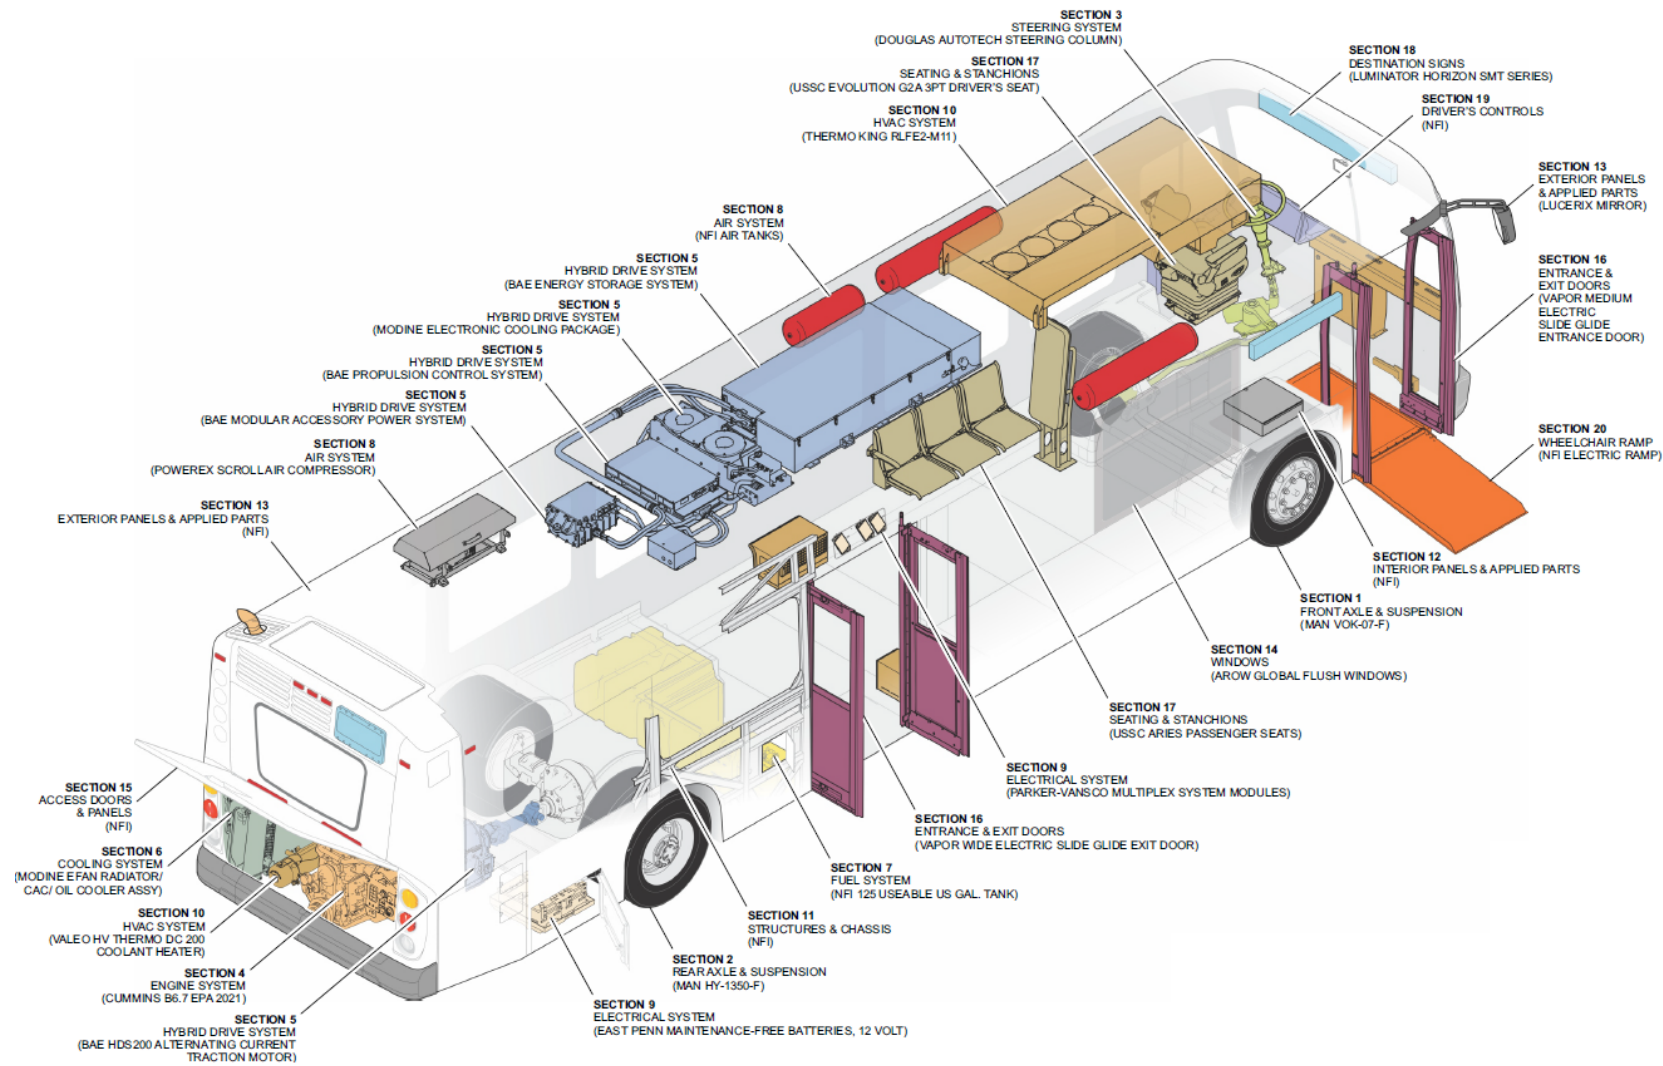 SECTION 3
STEERING SYSTEM
(DOUGLAS AUTOTECH STEERING COLUMN)
SECTION 17
SEATING & STANCHIONS
(USSC EVOLUTION G2A 3PT DRIVER'S SEAT)
SECTION 10
HVAC SYSTEM
(THERMO KING RLFE2-M11)
SECTION 8
AIR SYSTEM
(NFI AIR TANKS)
SECTION 5
HYBRID DRIVE SYSTEM
(BAE ENERGY STORAGE SYSTEM)
SECTION 5
HYBRID DRIVE SYSTEM
(MODINE ELECTRONIC COOLING PACKAGE)
SECTION 5
HYBRID DRIVE SYSTEM
(BAE PROPULSION CONTROL SYSTEM)
SECTION 5
HYBRID DRIVE SYSTEM
(BAE MODULAR ACCESSORY POWER SYSTEM)
SECTION 8
AIR SYSTEM
(POWEREX SCROLL AIR COMPRESSOR)
SECTION 13
EXTERIOR PANELS & APPLIED PARTS
(NFI)
SECTION 15
ACCESS DOORS
& PANELS
(NFI)
SECTION 6
COOLING SYSTEM
(MODINE EFAN RADIATOR/
CAC/ OIL COOLER ASSY)
SECTION 10
HVAC SYSTEM
(VALEO HV THERMO DC 200
COOLANT HEATER)
SECTION 4
ENGINE SYSTEM
(CUMMINS B6.7 EPA 2021)
SECTION 5
HYBRID DRIVE SYSTEM
(BAE HDS200 ALTERNATING CURRENT
TRACTION MOTOR)
SECTION 18
DESTINATION SIGNS
(LUMINATOR HORIZON SMT SERIES)
SECTION 19
DRIVER'S CONTROLS
(NFI)
SECTION 13
EXTERIOR PANELS
& APPLIED PARTS
(LUCERIX MIRROR)
SECTION 16
ENTRANCE &
EXIT DOORS
(VAPOR MEDIUM
ELECTRIC
SLIDE GLIDE
ENTRANCE DOOR)
SECTION 20
WHEELCHAIR RAMP
(NFI ELECTRIC RAMP)
SECTION 12
INTERIOR PANELS & APPLIED PARTS
(NFI)
SECTION 1
FRONT AXLE & SUSPENSION
(MAN VOK-07-F)
SECTION 14
WINDOWS
(AROW GLOBAL FLUSH WINDOWS)
SECTION 17
SEATING & STANCHIONS
(USSC ARIES PASSENGER SEATS)
SECTION 9
ELECTRICAL SYSTEM
(PARKER-VANSCO MULTIPLEX SYSTEM MODULES)
SECTION 16
ENTRANCE & EXIT DOORS
(VAPOR WIDE ELECTRIC SLIDE GLIDE EXIT DOOR)
SECTION 7
FUEL SYSTEM
(NFI 125 USEABLE US GAL. TANK)
SECTION 11
STRUCTURES & CHASSIS
(NFI)
SECTION 2
REAR AXLE & SUSPENSION
(MAN HY-1350-F)
SECTION 9
ELECTRICAL SYSTEM
(EAST PENN MAINTENANCE-FREE BATTERIES, 12 VOLT)